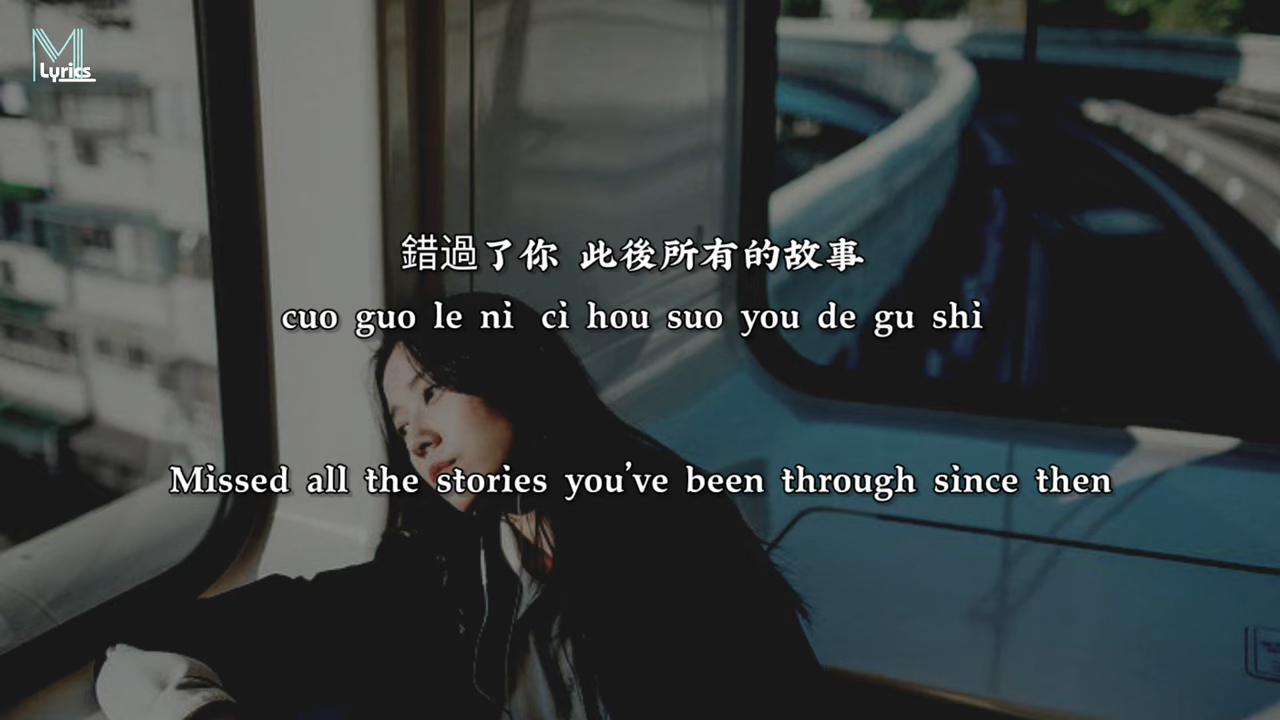 M
Lyrics
錯過了你 此後所有的故事
cuo guo le ni ci hou suo you de gu shi
Missed all the stories you've been through since then